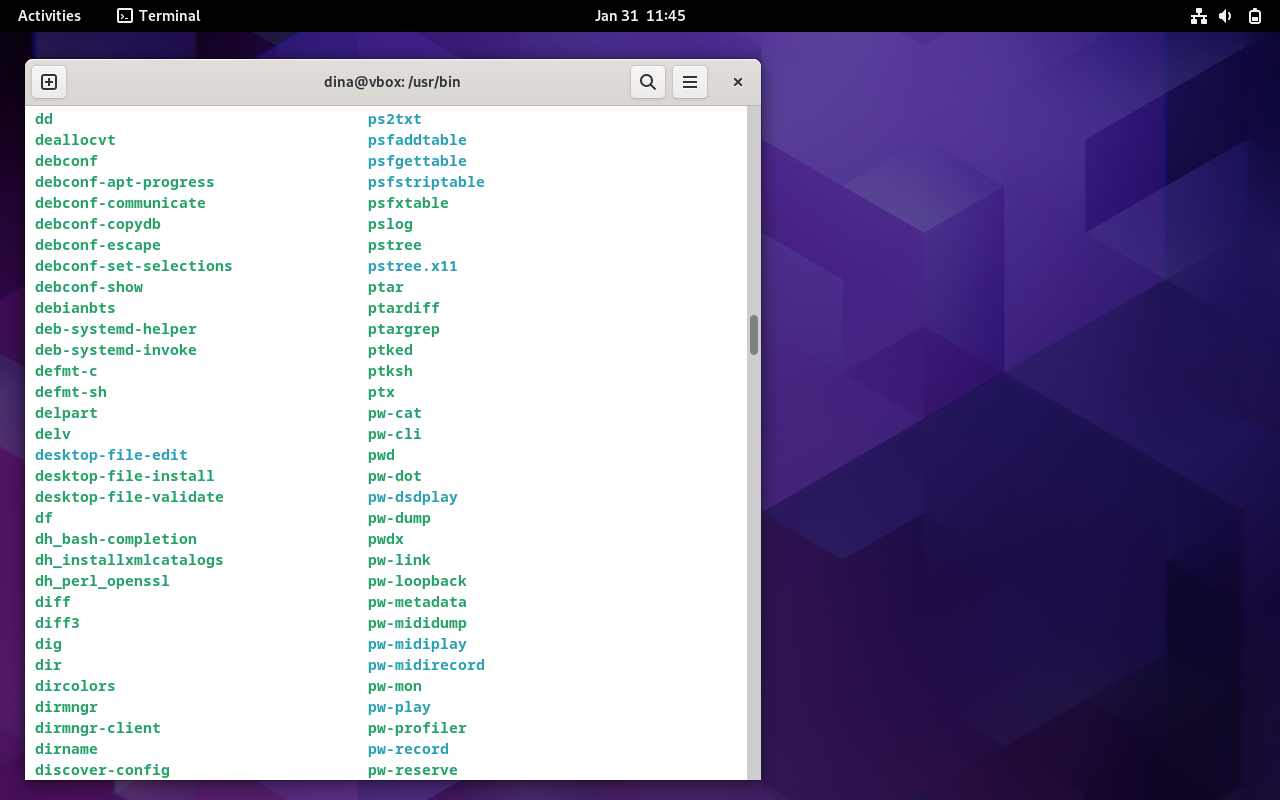 Activities Terminal Jan 31 11:45
dina@vbox: /usr/bin
dd ps2txt
deallocvt psfaddtable
debconf psfgettable
debconf-apt-progress psfstriptable
debconf-communicate psfxtable
debconf-copydb pslog
debconf-escape pstree
debconf-set-selections pstree.x11
debconf-show ptar
debianbts ptardiff
deb-systemd-helper ptargrep
deb-systemd-invoke ptked
defmt-c ptksh
defmt-sh ptx
delpart pw-cat
delv pw-cli
desktop-file-edit pwd
desktop-file-install pw-dot
desktop-file-validate pw-dsdplay
df pw-dump
dh_bash-completion pwdx
dh_installxmlcatalogs pw-link
dh_perl_openssl pw-loopback
diff pw-metadata
diff3 pw-mididump
dig pw-midiplay
dir pw-midirecord
dircolors pw-mon
dirmngr pw-play
dirmngr-client pw-profiler
dirname pw-record
discover-config pw-reserve